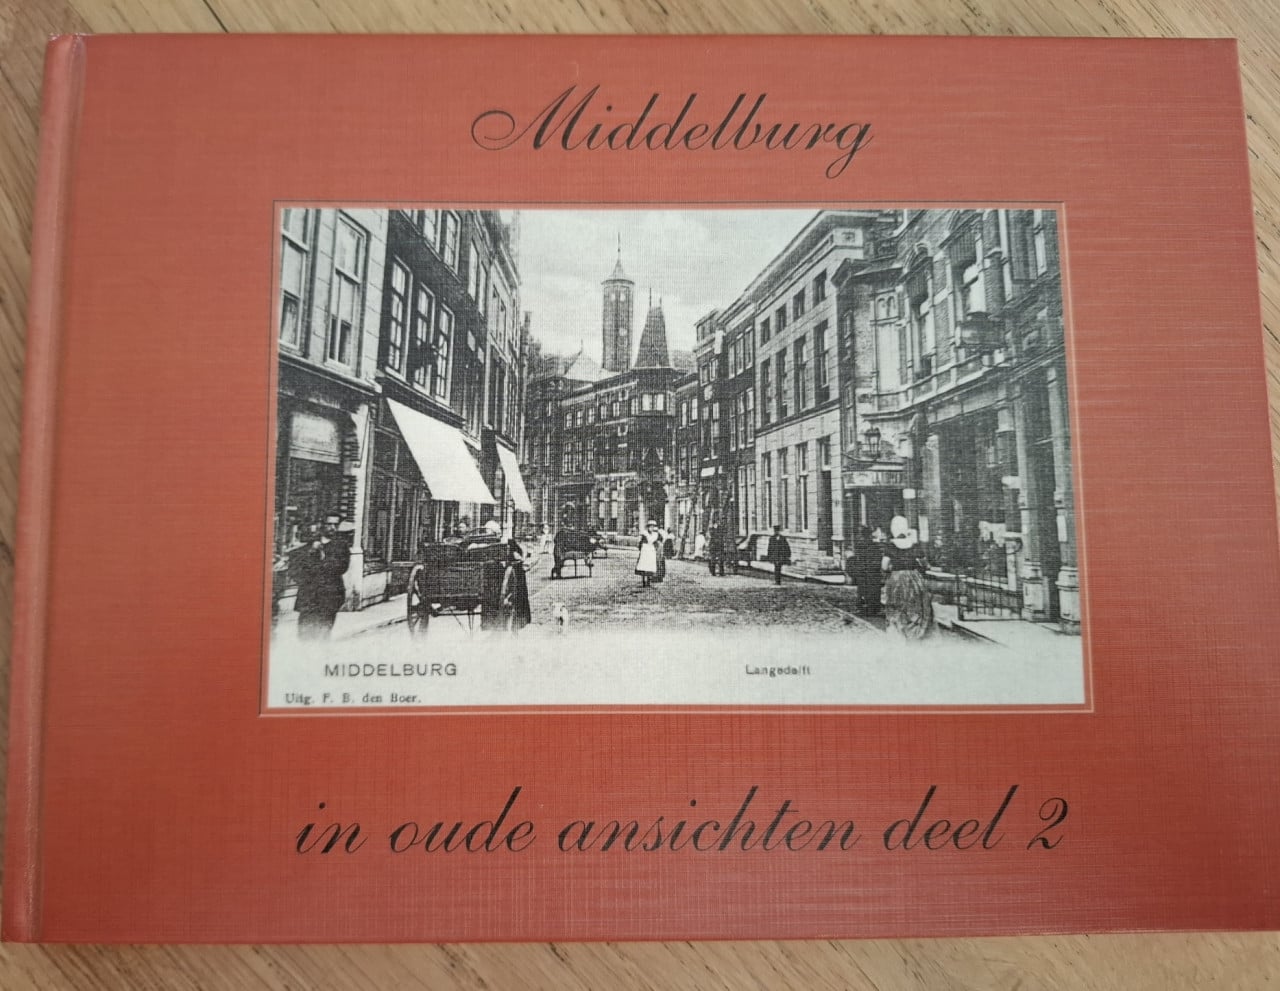 Middelburg
MIDDELBURG
Langedelft
Uitg. F. B. den Boer.
in oude ansichten deel 2